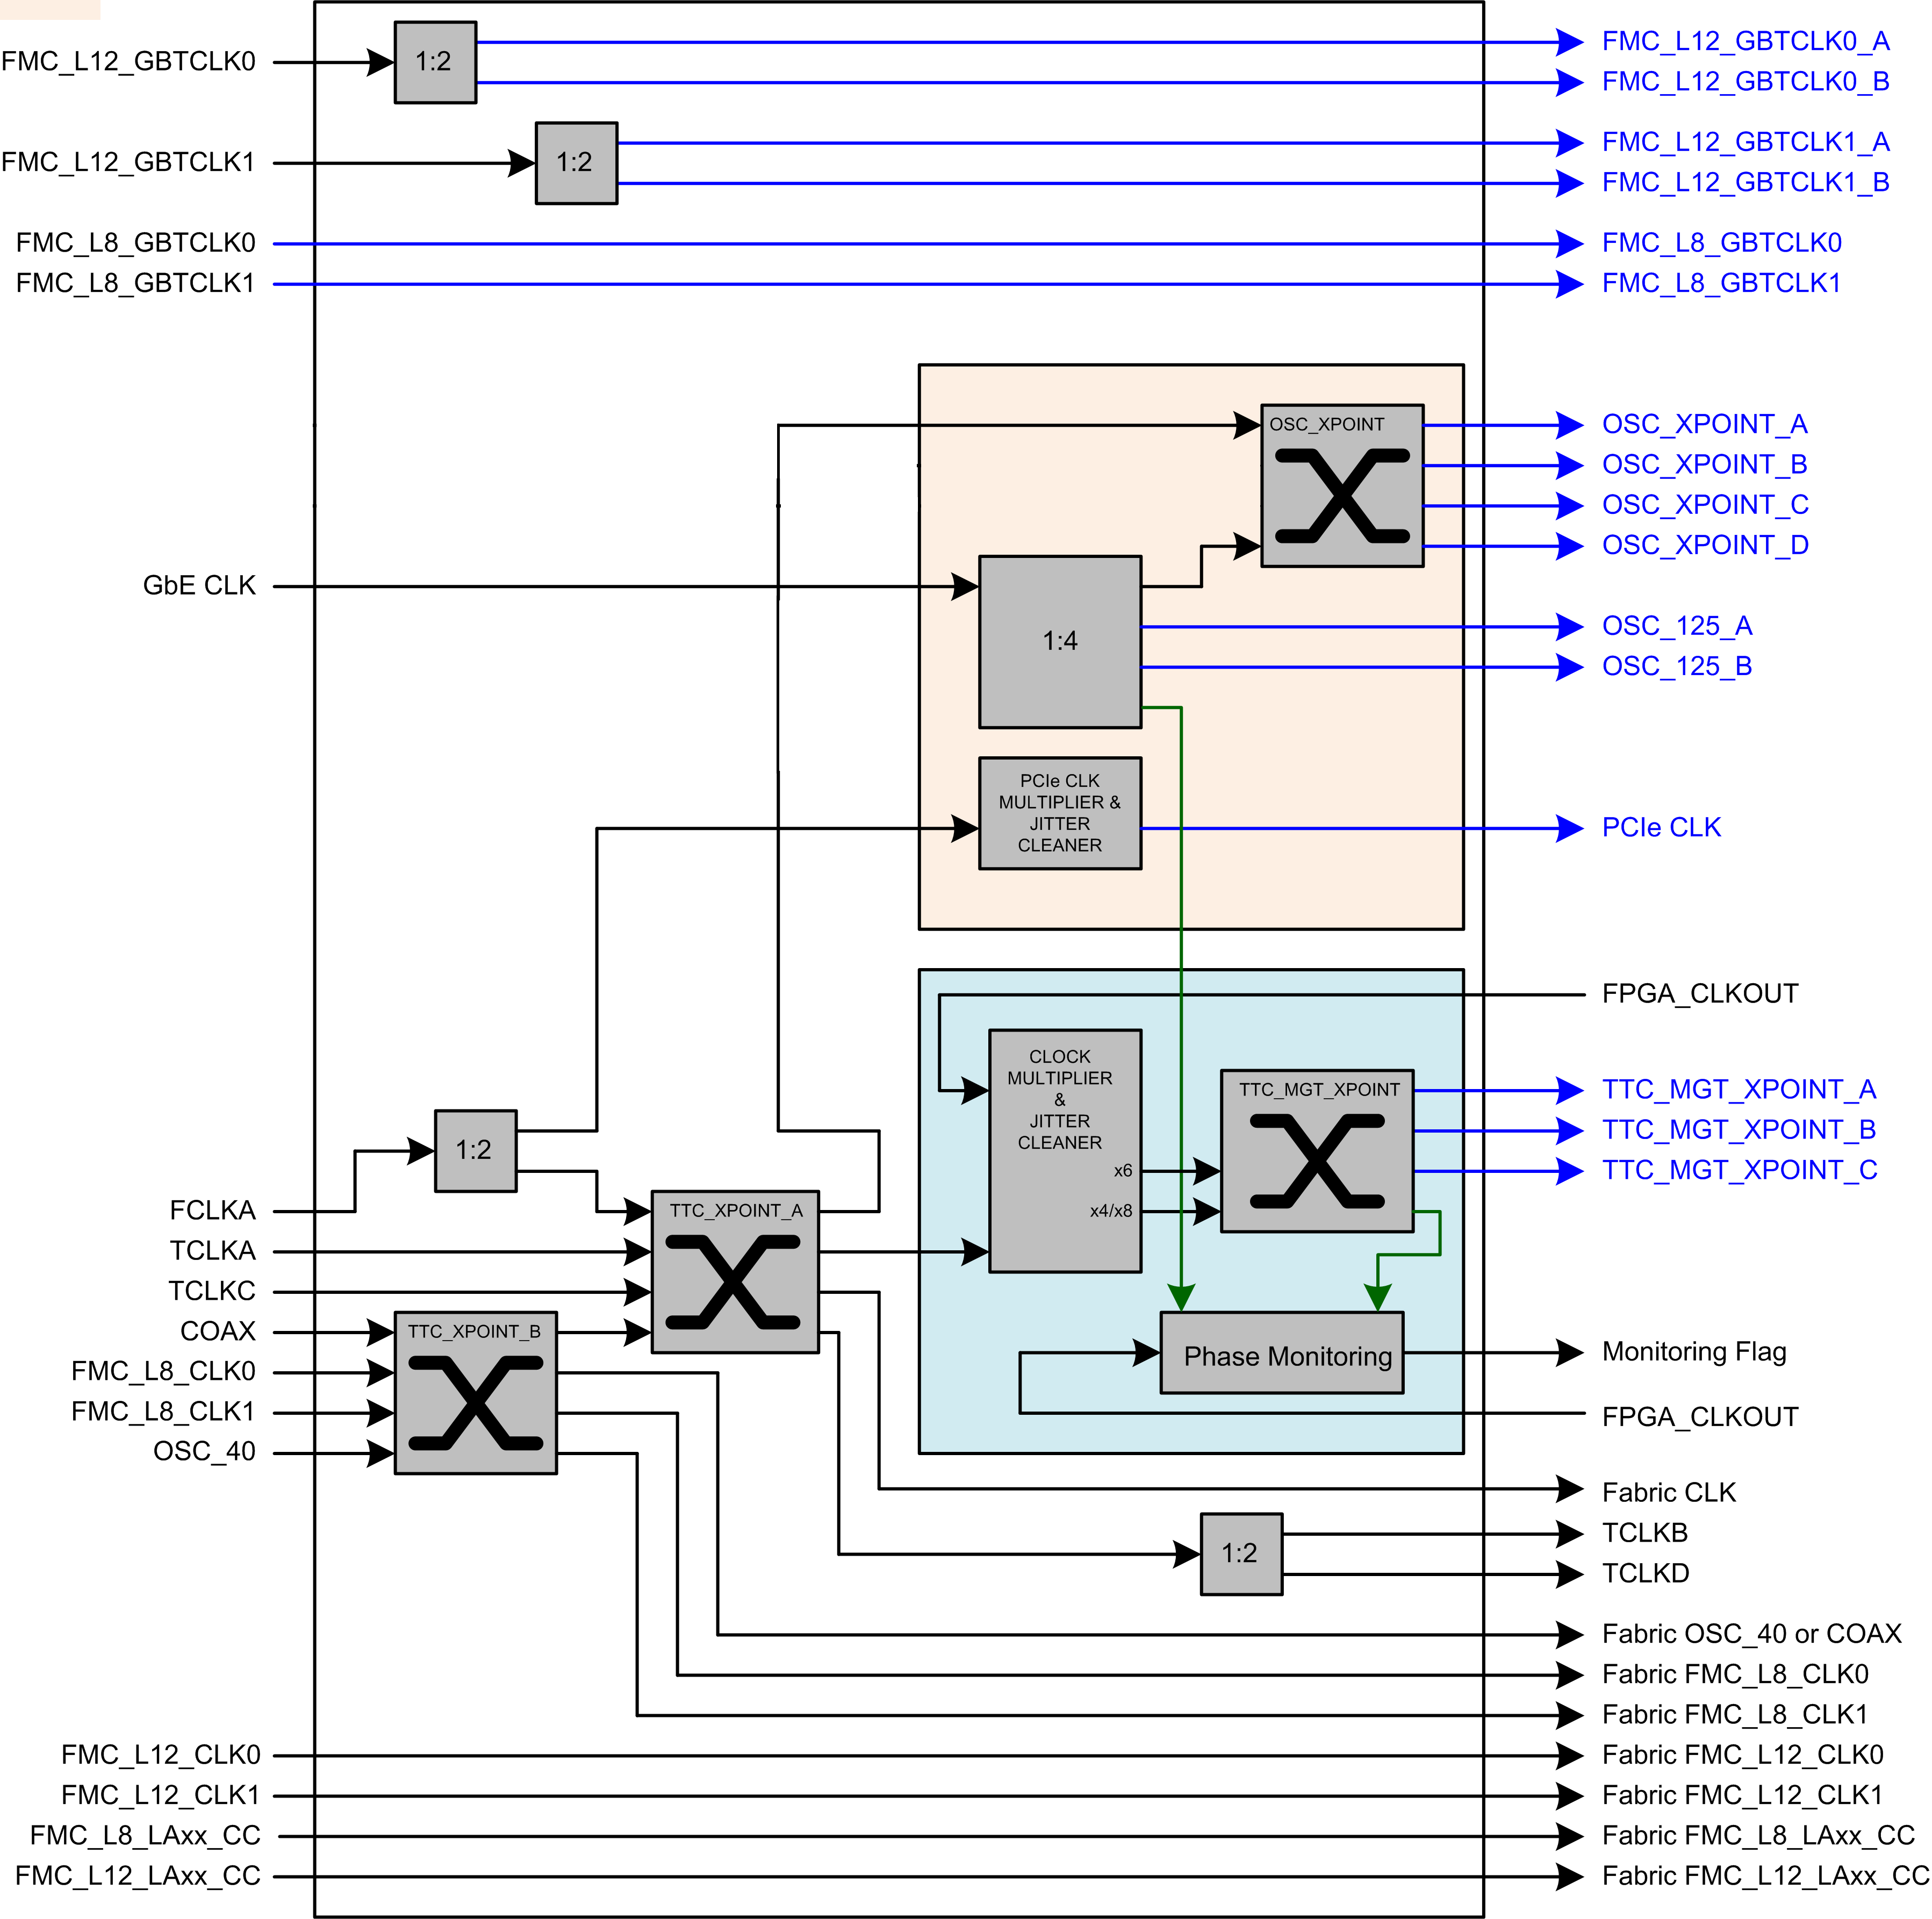 FMC_L12_GBTCLK0
1:2
FMC_L12_GBTCLK0_A
FMC_L12_GBTCLK0_B
FMC_L12_GBTCLK1
1:2
FMC_L12_GBTCLK1_A
FMC_L12_GBTCLK1_B
FMC_L8_GBTCLK0
FMC_L8_GBTCLK0
FMC_L8_GBTCLK1
FMC_L8_GBTCLK1
OSC_XPOINT
OSC_XPOINT_A
OSC_XPOINT_B
OSC_XPOINT_C
OSC_XPOINT_D
GbE CLK
1:4
OSC_125_A
OSC_125_B
PCIe CLK
MULTIPLIER &
JITTER
CLEANER
PCIe CLK
FPGA_CLKOUT
CLOCK
MULTIPLIER
&
JITTER
CLEANER
x6
x4/x8
TTC_MGT_XPOINT
TTC_MGT_XPOINT_A
TTC_MGT_XPOINT_B
TTC_MGT_XPOINT_C
1:2
FCLKA
TCLKA
TCLKC
COAX
FMC_L8_CLK0
FMC_L8_CLK1
OSC_40
TTC_XPOINT_A
TTC_XPOINT_B
Phase Monitoring
Monitoring Flag
FPGA_CLKOUT
Fabric CLK
1:2
TCLKB
TCLKD
Fabric OSC_40 or COAX
Fabric FMC_L8_CLK0
Fabric FMC_L8_CLK1
FMC_L12_CLK0
Fabric FMC_L12_CLK0
FMC_L12_CLK1
Fabric FMC_L12_CLK1
FMC_L8_LAxx_CC
Fabric FMC_L8_LAxx_CC
FMC_L12_LAxx_CC
Fabric FMC_L12_LAxx_CC